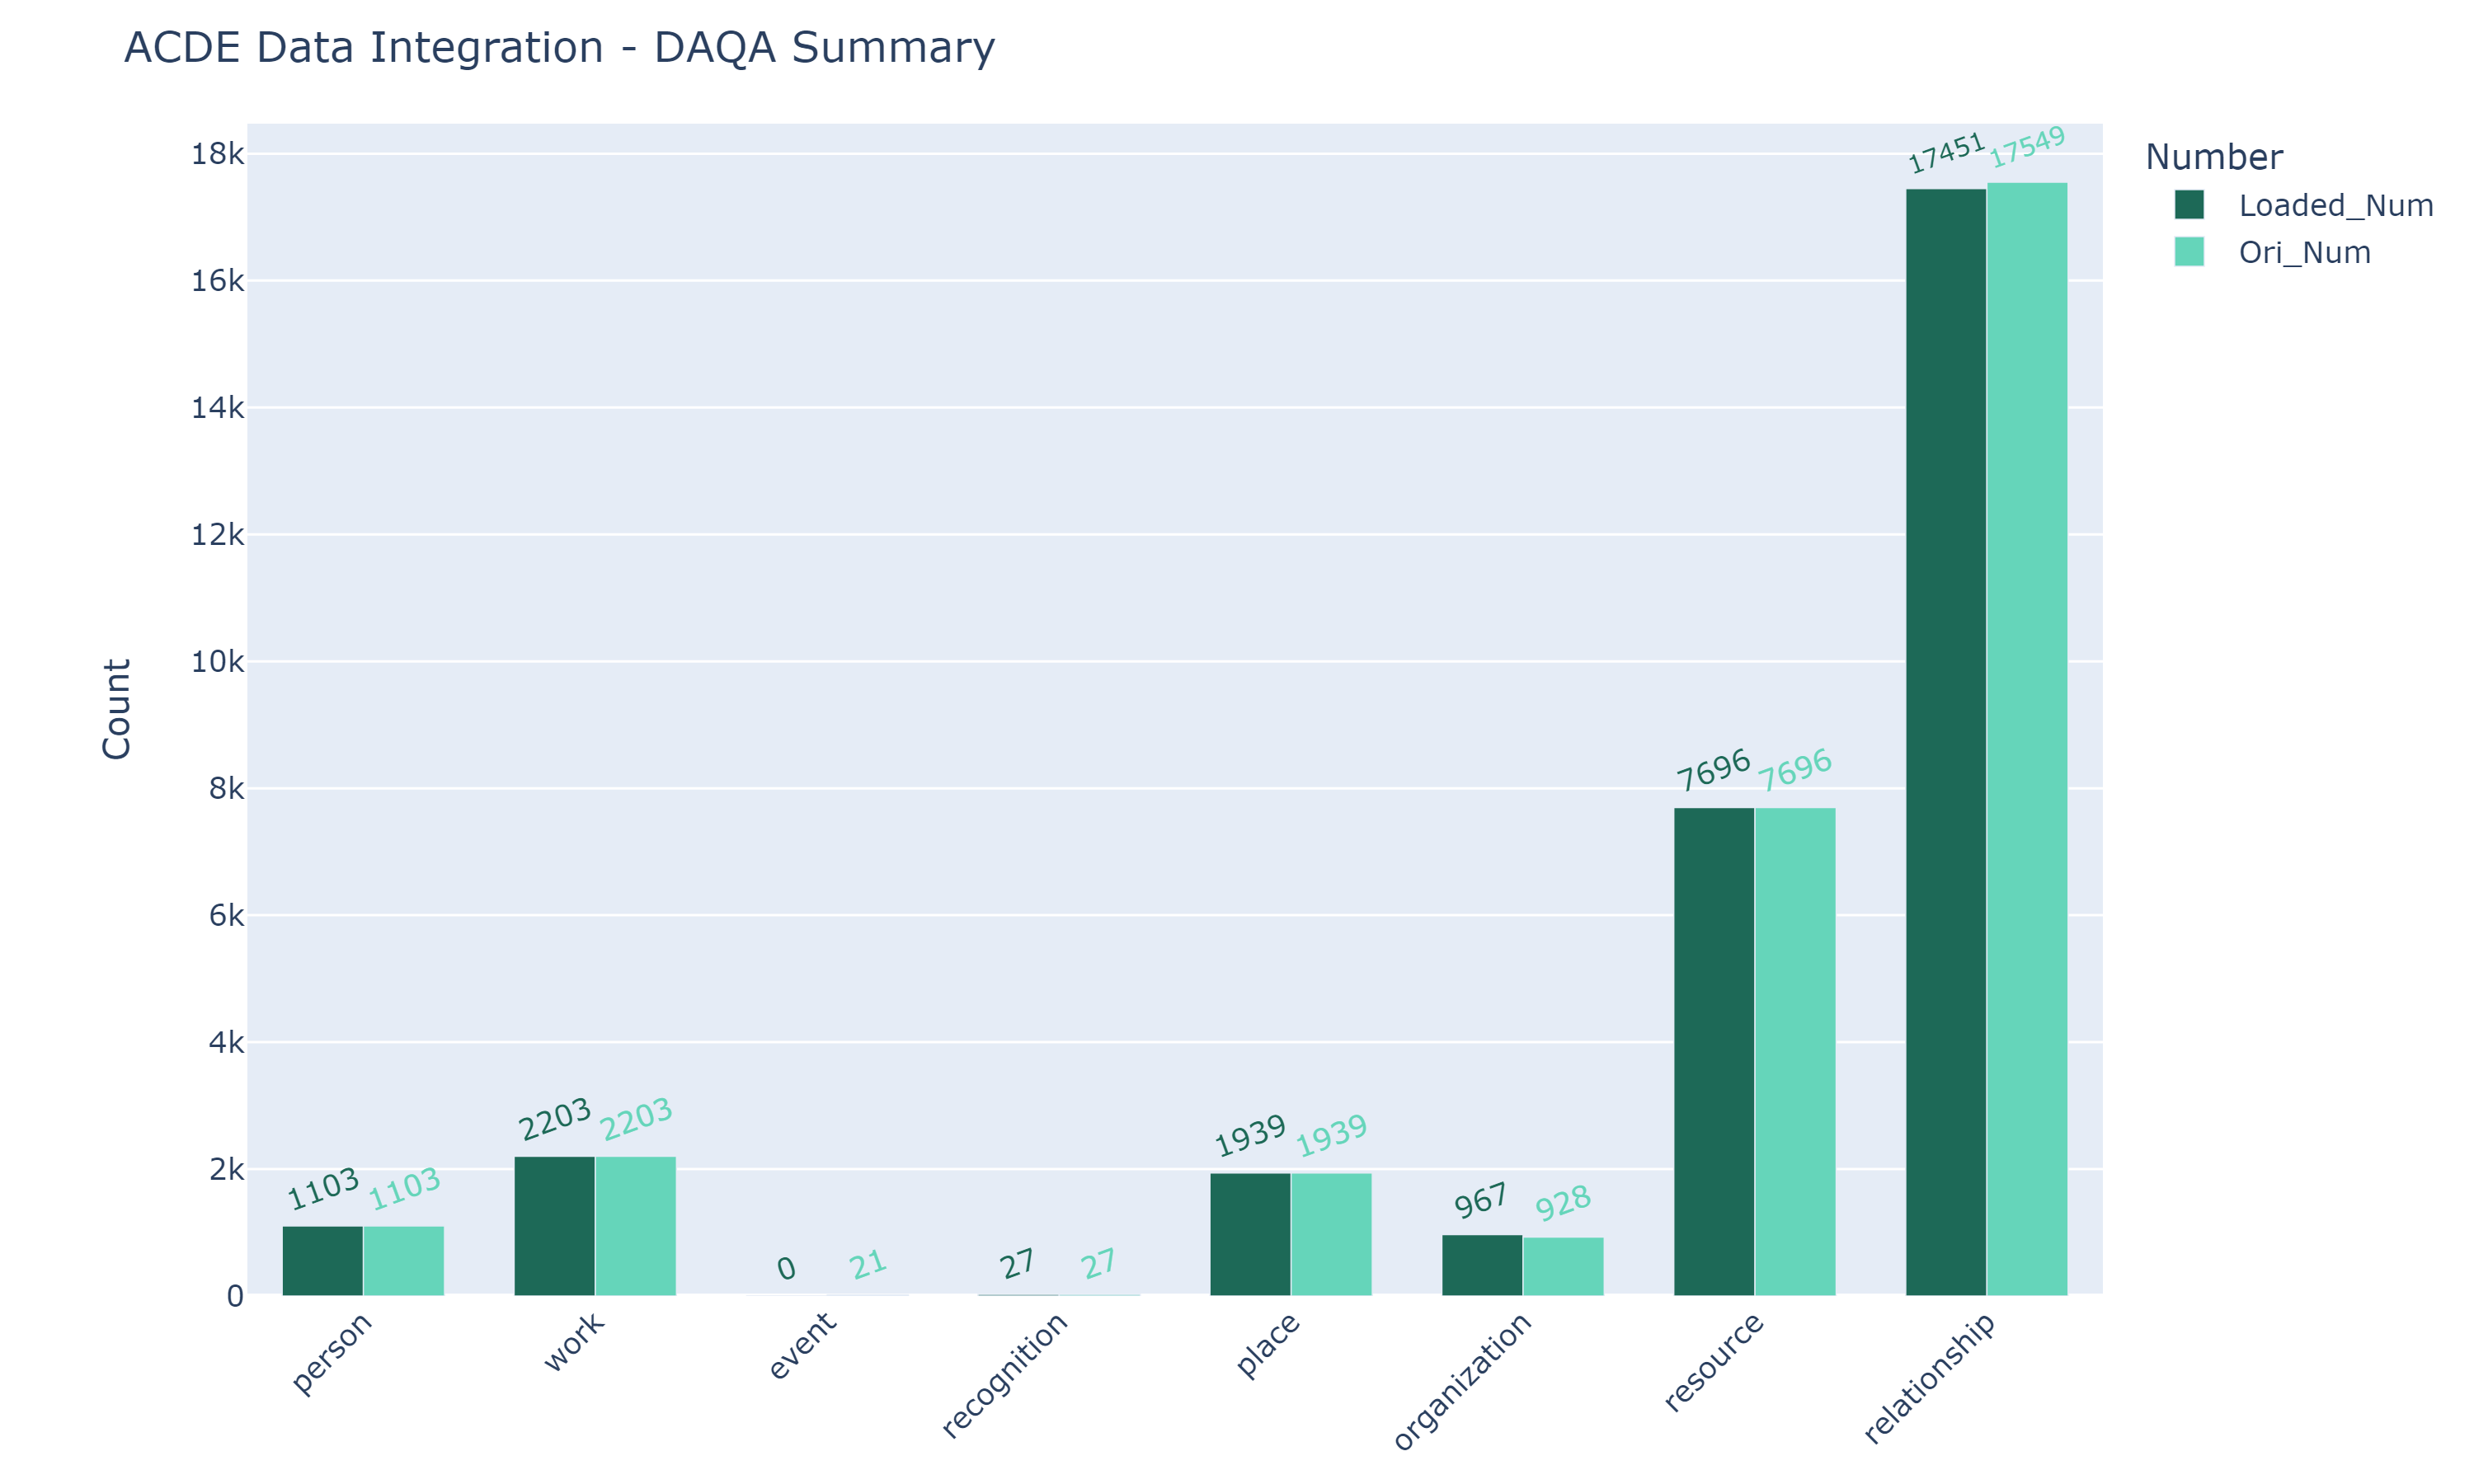 ACDE Data Integration - DAQA Summary
Number
Loaded_Num
Ori_Num
Count
18k
16k
14k
12k
10k
8k
6k
4k
2k
0
1103 1103
2203 2203
0 21
27 27
1939 1939
967 928
7696 7696
17451 17549
person
work
event
recognition
place
organization
resource
relationship